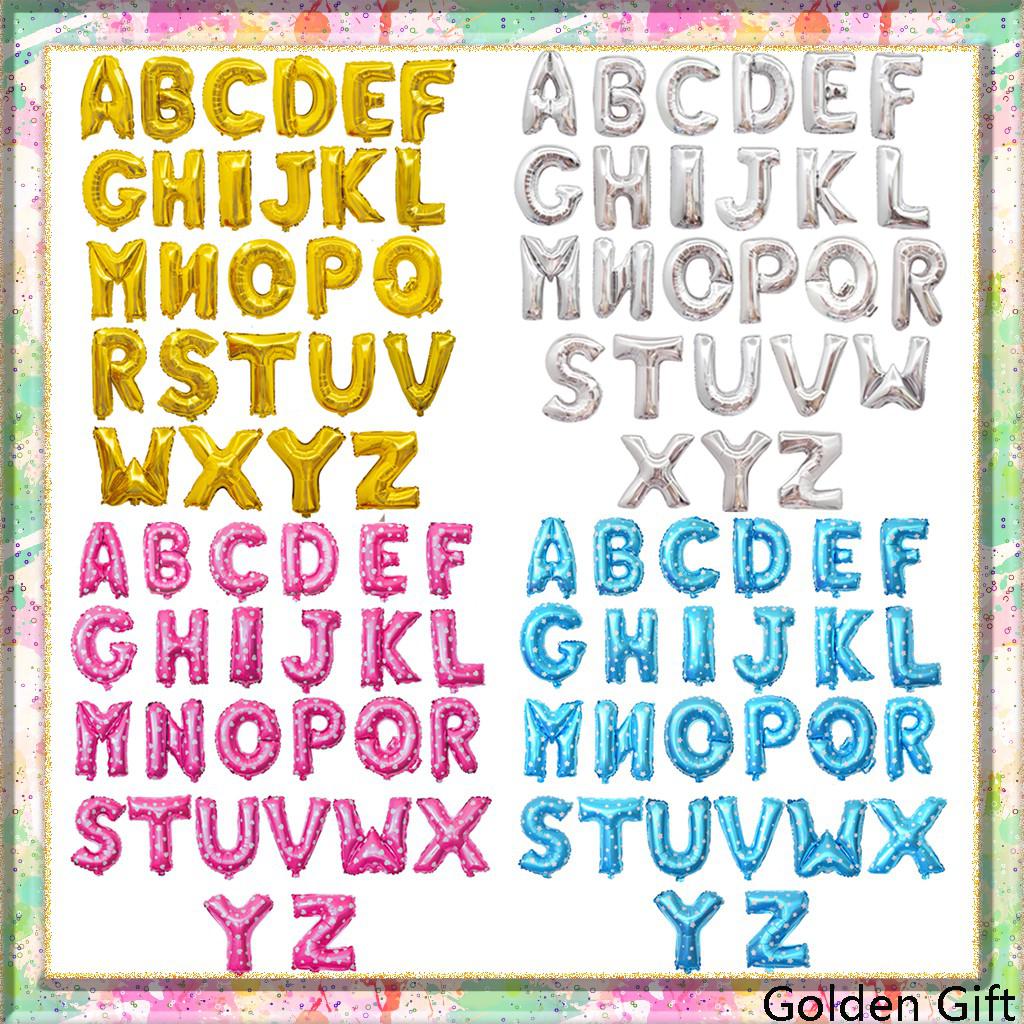 ABCDEF
GHIJKL
MNOPQ
RSTUV
WXYZ
ABCDEF
GHIJKL
MNOPQR
STUVW
XYZ
ABCDEF
GHIJKL
MNOPQR
STUVWX
YZ
ABCDEF
GHIJKL
MNOPQR
STUVWX
YZ
Golden Gift